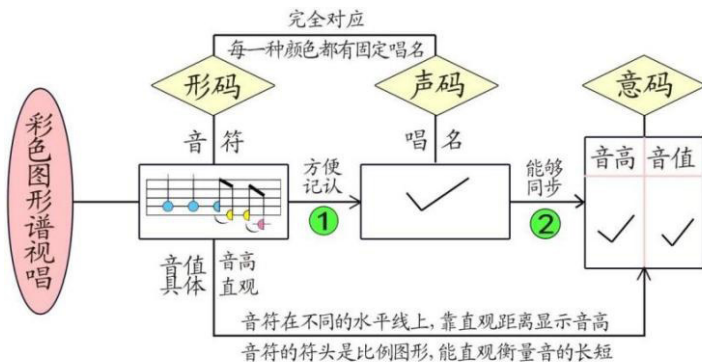 完全对应
每一种颜色都有固定唱名
形码
声码
意码
彩色图形谱视唱
音符
唱名
音高 音值
方便
记认
能够
同步
1
2
音值 音高
具体 直观
音符在不同的水平线上,靠直观距离显示音高
音符的符头是比例图形,能直观衡量音的长短